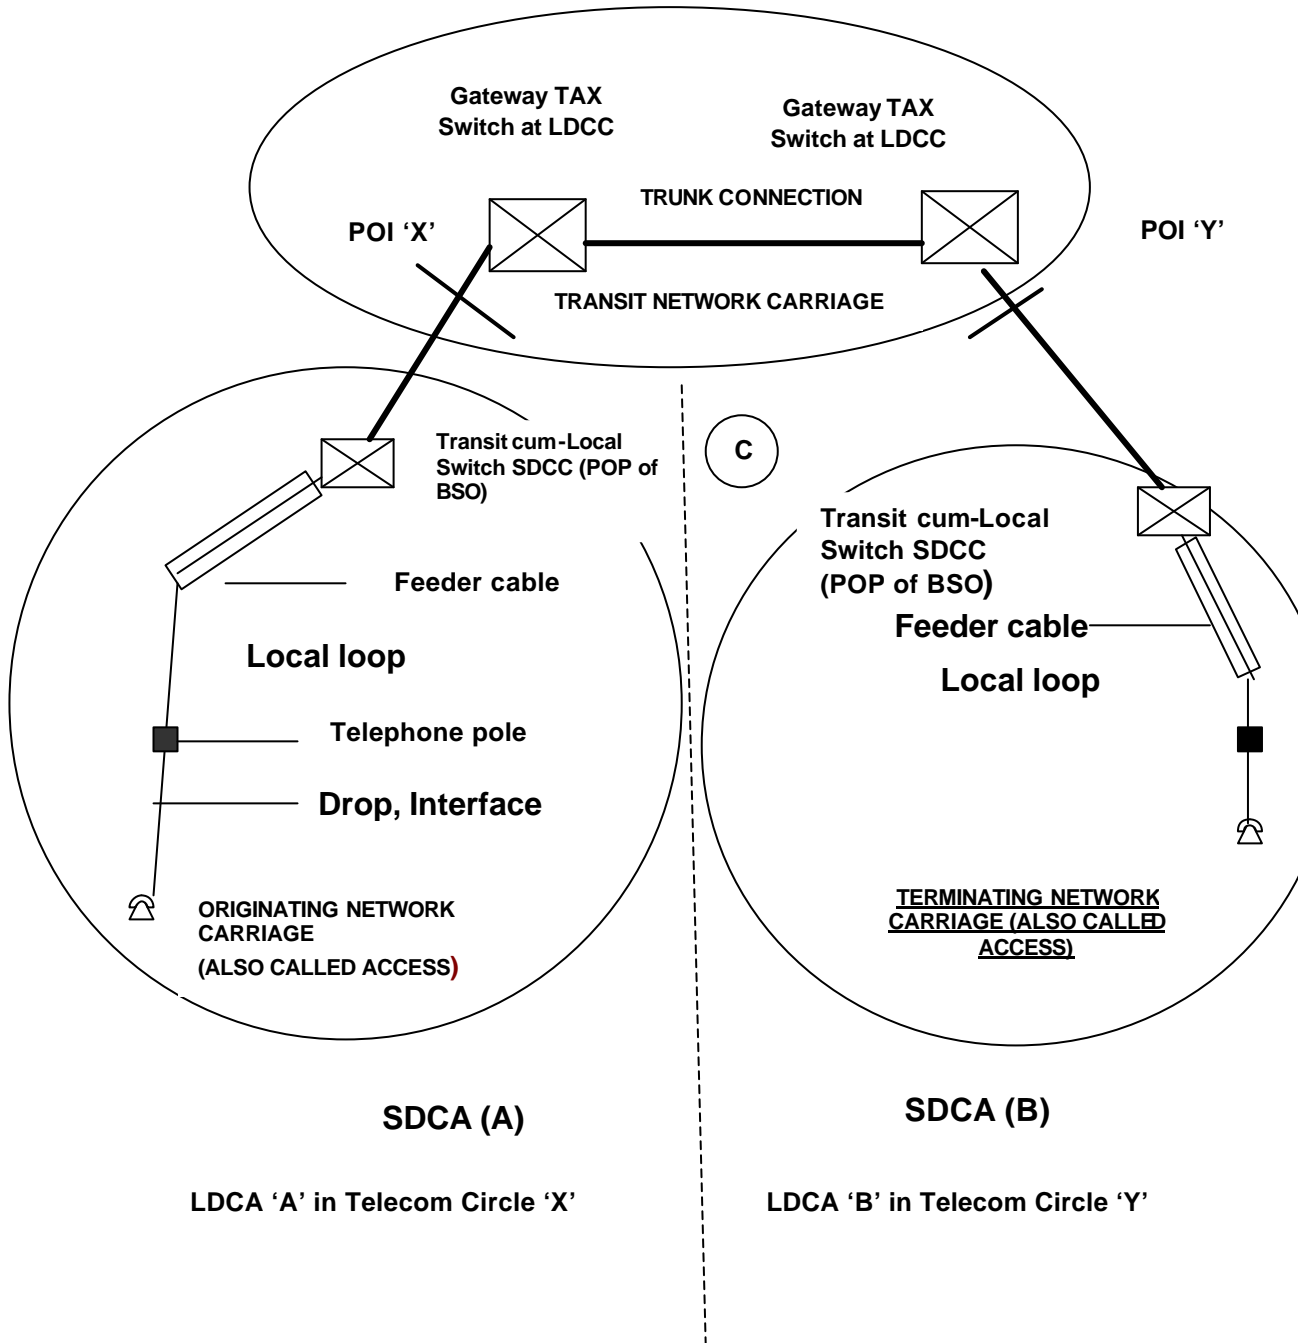 Gateway TAX
Switch at LDCC
Gateway TAX
Switch at LDCC
TRUNK CONNECTION
POI ‘X’
POI ‘Y’
TRANSIT NETWORK CARRIAGE
Transit cum-Local
Switch SDCC (POP of
BSO)
C
Transit cum-Local
Switch SDCC
(POP of BSO)
Feeder cable
Feeder cable
Local loop
Local loop
Telephone pole
Drop, Interface
ORIGINATING NETWORK
CARRIAGE
(ALSO CALLED ACCESS)
TERMINATING NETWORK
CARRIAGE (ALSO CALLED
ACCESS)
SDCA (A)
SDCA (B)
LDCA ‘A’ in Telecom Circle ‘X’
LDCA ‘B’ in Telecom Circle ‘Y’